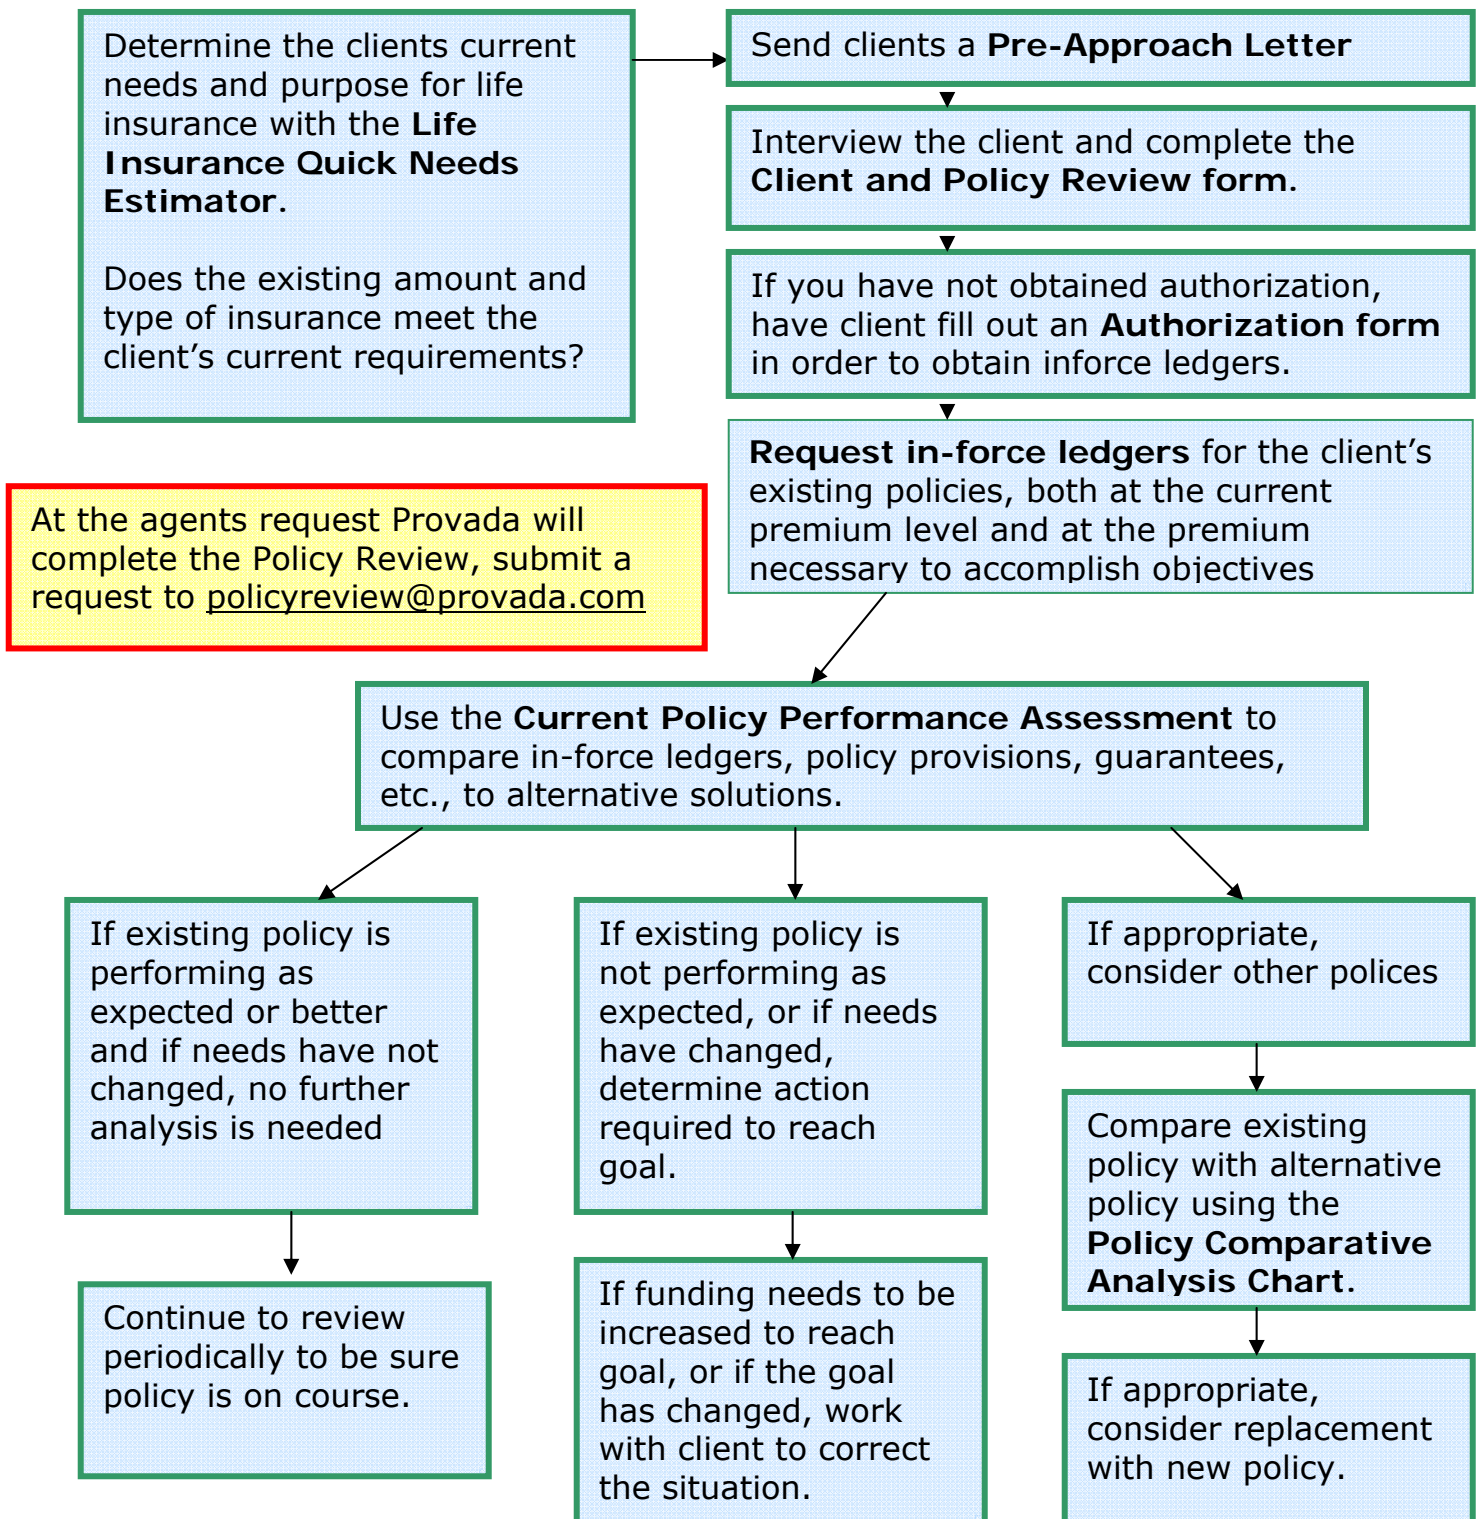 Determine the clients current
needs and purpose for life
insurance with the Life
Insurance Quick Needs
Estimator.
Does the existing amount and
type of insurance meet the
client's current requirements?
Send clients a Pre-Approach Letter
Interview the client and complete the
Client and Policy Review form.
If you have not obtained authorization,
have client fill out an Authorization form
in order to obtain inforce ledgers.
Request in-force ledgers for the client's
existing policies, both at the current
premium level and at the premium
necessary to accomplish objectives
At the agents request Provada will
complete the Policy Review, submit a
request to policyreview@provada.com
Use the Current Policy Performance Assessment to
compare in-force ledgers, policy provisions, guarantees,
etc., to alternative solutions.
If existing policy is
performing as
expected or better
and if needs have not
changed, no further
analysis is needed
Continue to review
periodically to be sure
policy is on course.
If existing policy is
not performing as
expected, or if needs
have changed,
determine action
required to reach
goal.
If funding needs to be
increased to reach
goal, or if the goal
has changed, work
with client to correct
the situation.
If appropriate,
consider other polices
Compare existing
policy with alternative
policy using the
Policy Comparative
Analysis Chart.
If appropriate,
consider replacement
with new policy.